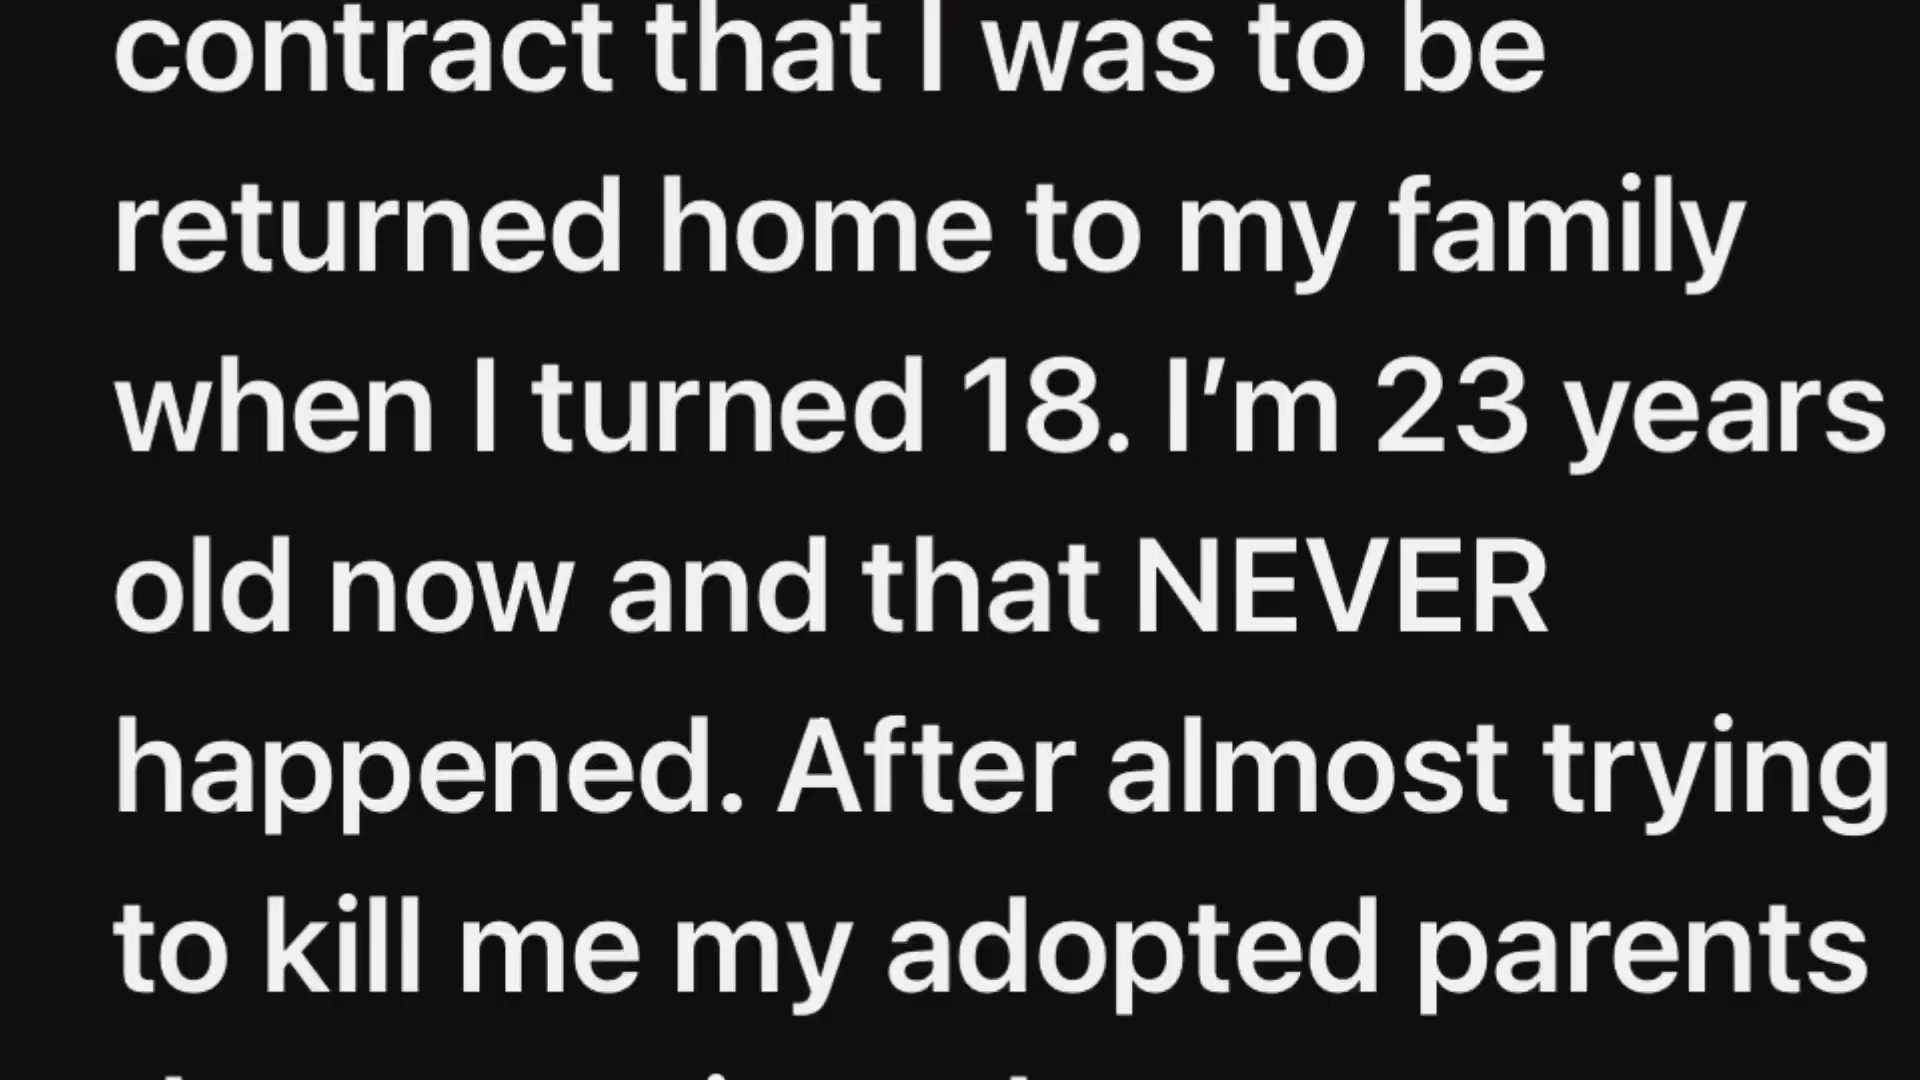 contract that I was to be
returned home to my family
when I turned 18. I’m 23 years
old now and that NEVER
happened. After almost trying
to kill me my adopted parents